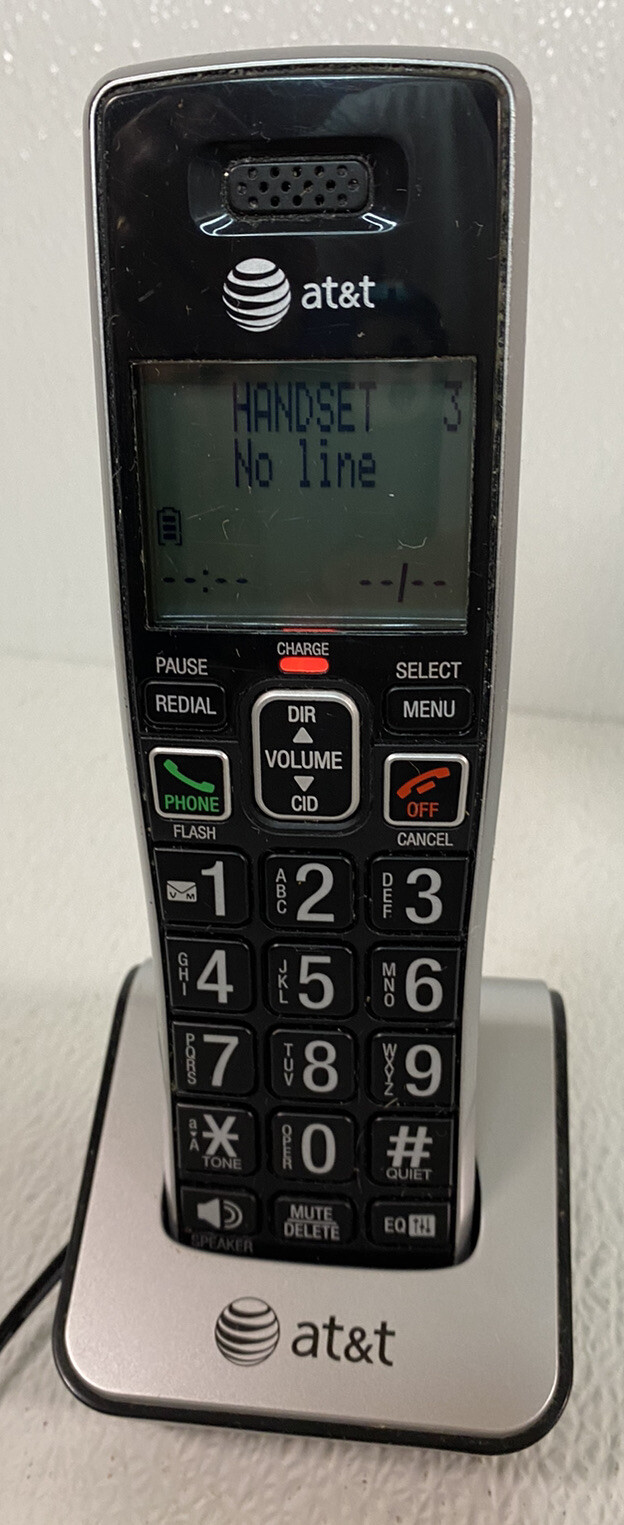 at&t
HANDSET 3
No line
--:-- --/--
CHARGE
PAUSE
SELECT
REDIAL
DIR
MENU
VOLUME
CID
PHONE
OFF
FLASH
CANCEL
VM 1
ABC 2
DEF 3
GHI 4
JKL 5
MNO 6
PQRS 7
TUV 8
WXYZ 9
a▸A * TONE
OPER 0
# QUIET
MUTE
DELETE
EQ
SPEAKER
at&t